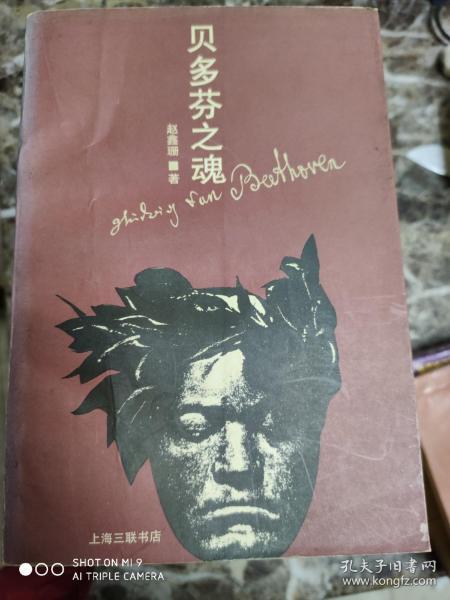 贝多芬之魂
赵鑫珊 著
Ludwig van Beethoven
上海三联书店
SHOT ON MI 9
AI TRIPLE CAMERA
孔夫子旧书网
www.kongfz.com